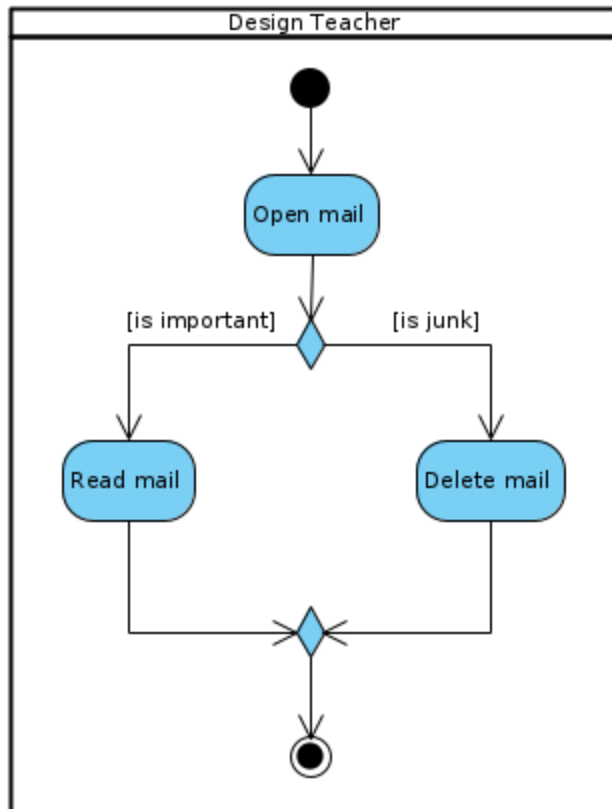 Design Teacher
Open mail
[is important]
[is junk]
Read mail
Delete mail